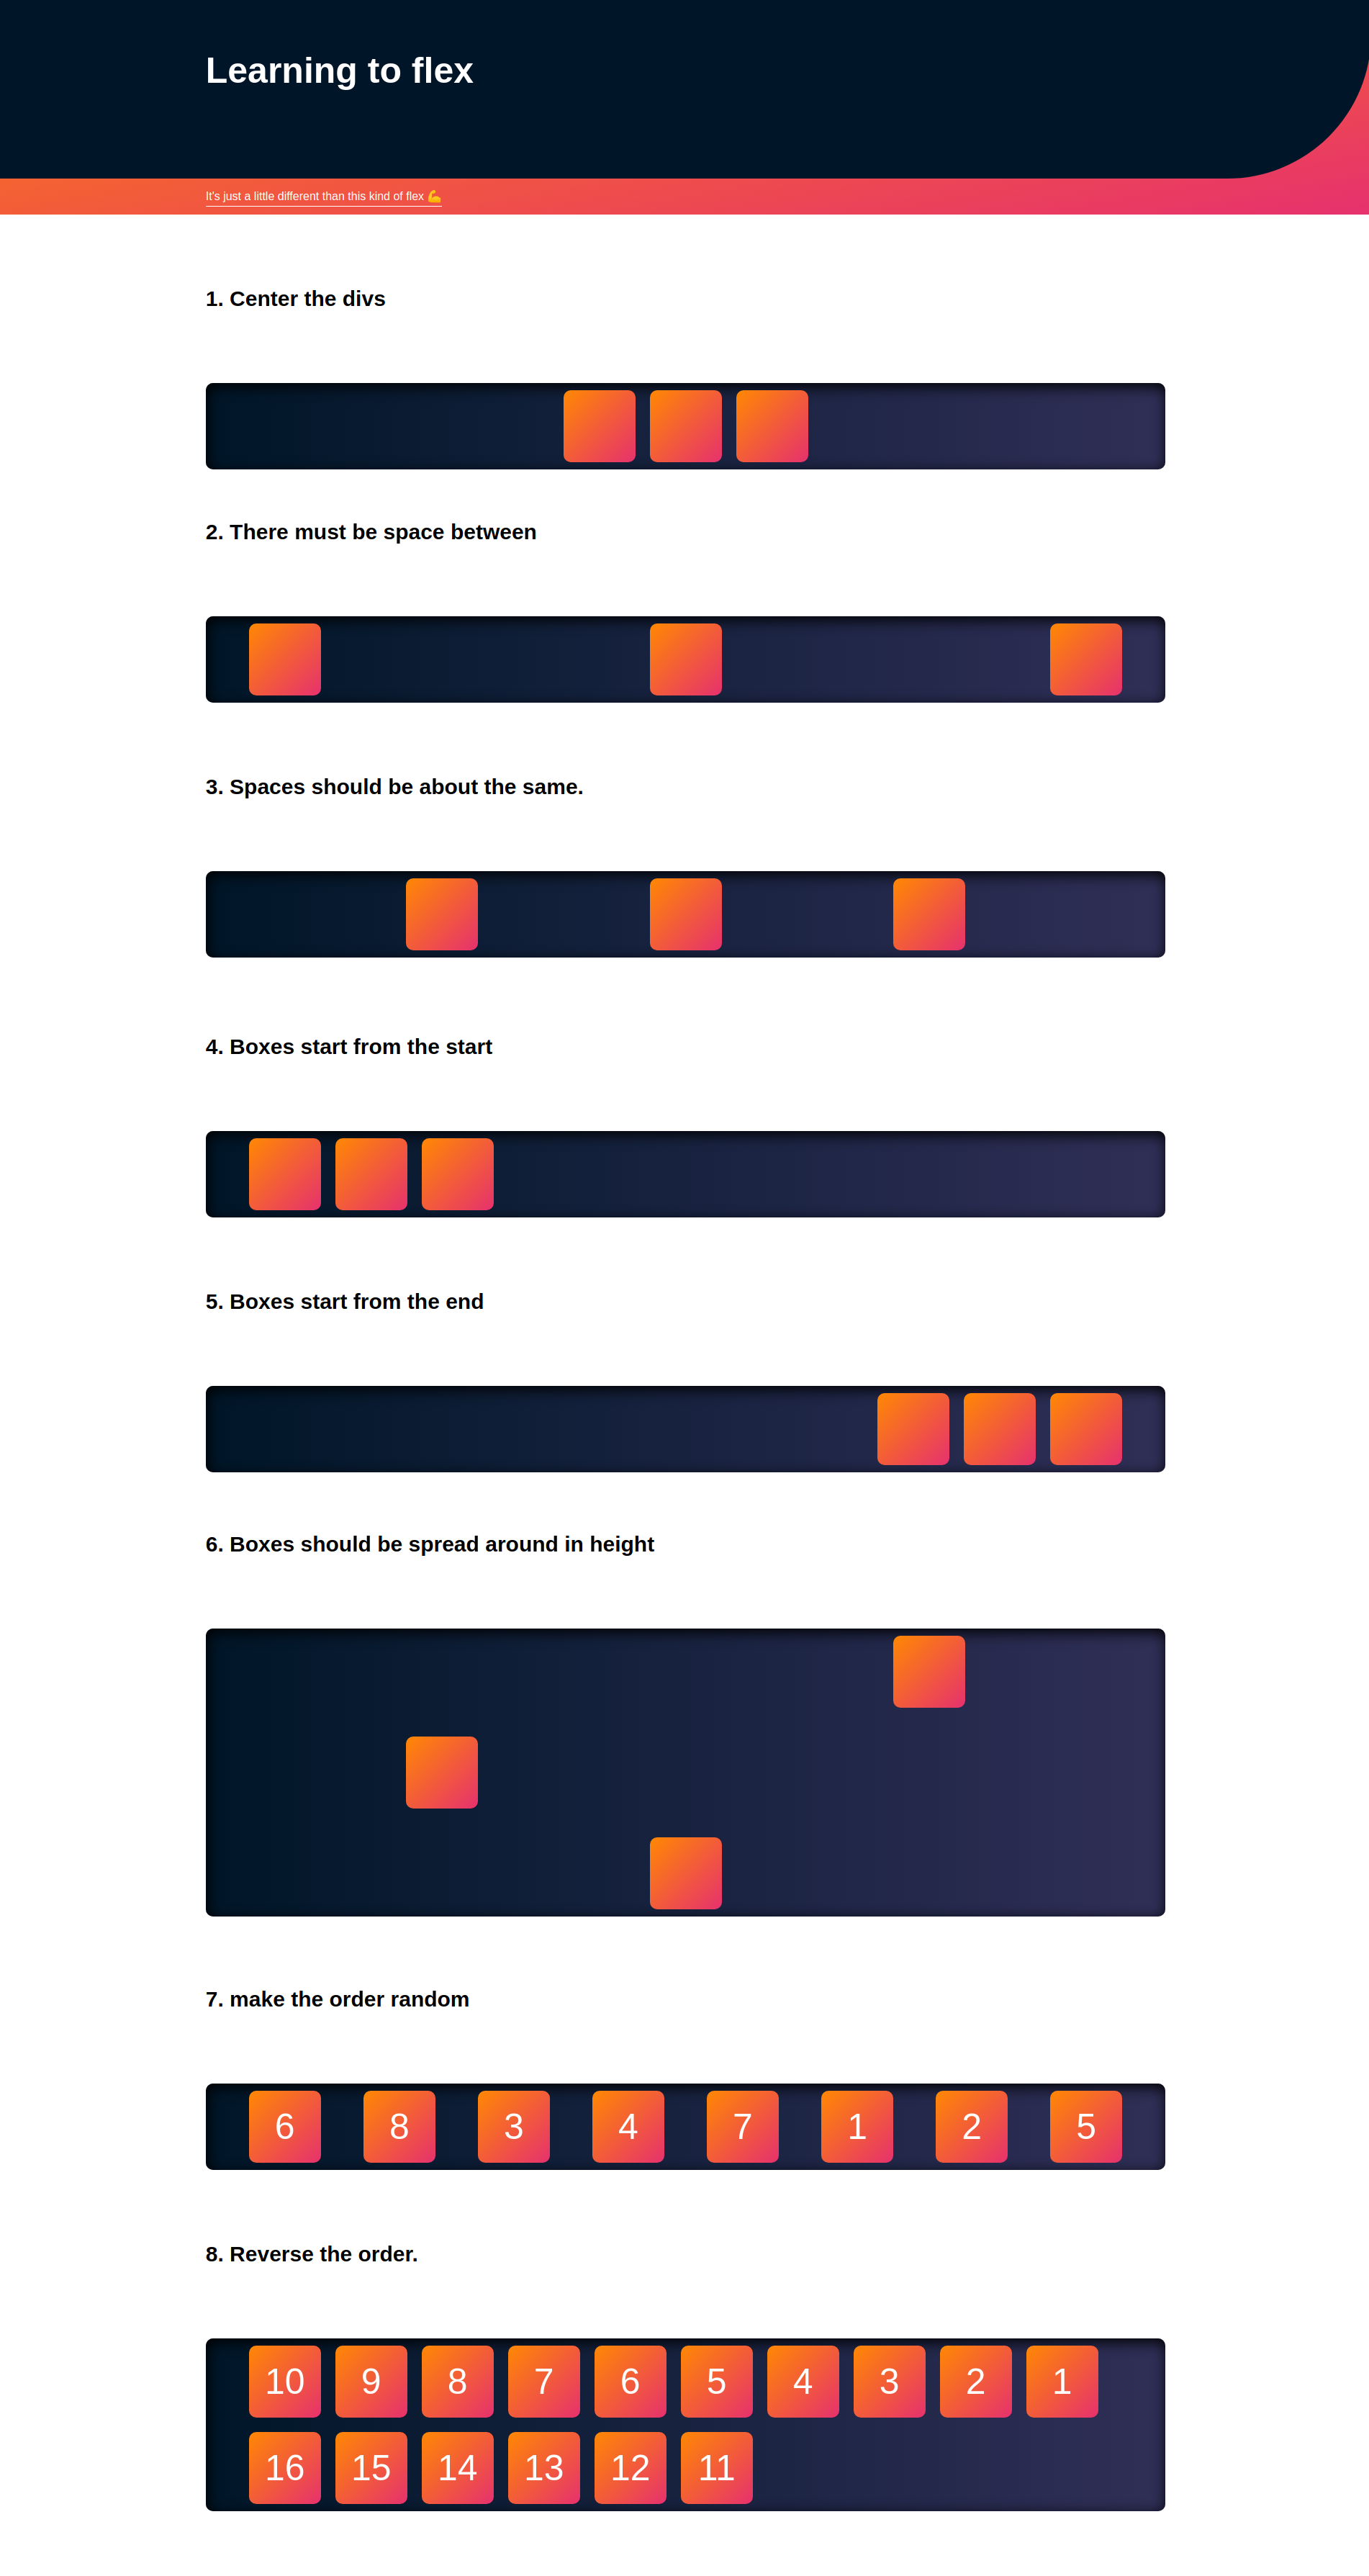 Learning to flex
It's just a little different than this kind of flex 💪
1. Center the divs
2. There must be space between
3. Spaces should be about the same.
4. Boxes start from the start
5. Boxes start from the end
6. Boxes should be spread around in height
7. make the order random
6 8 3 4 7 1 2 5
8. Reverse the order.
10 9 8 7 6 5 4 3 2 1
16 15 14 13 12 11